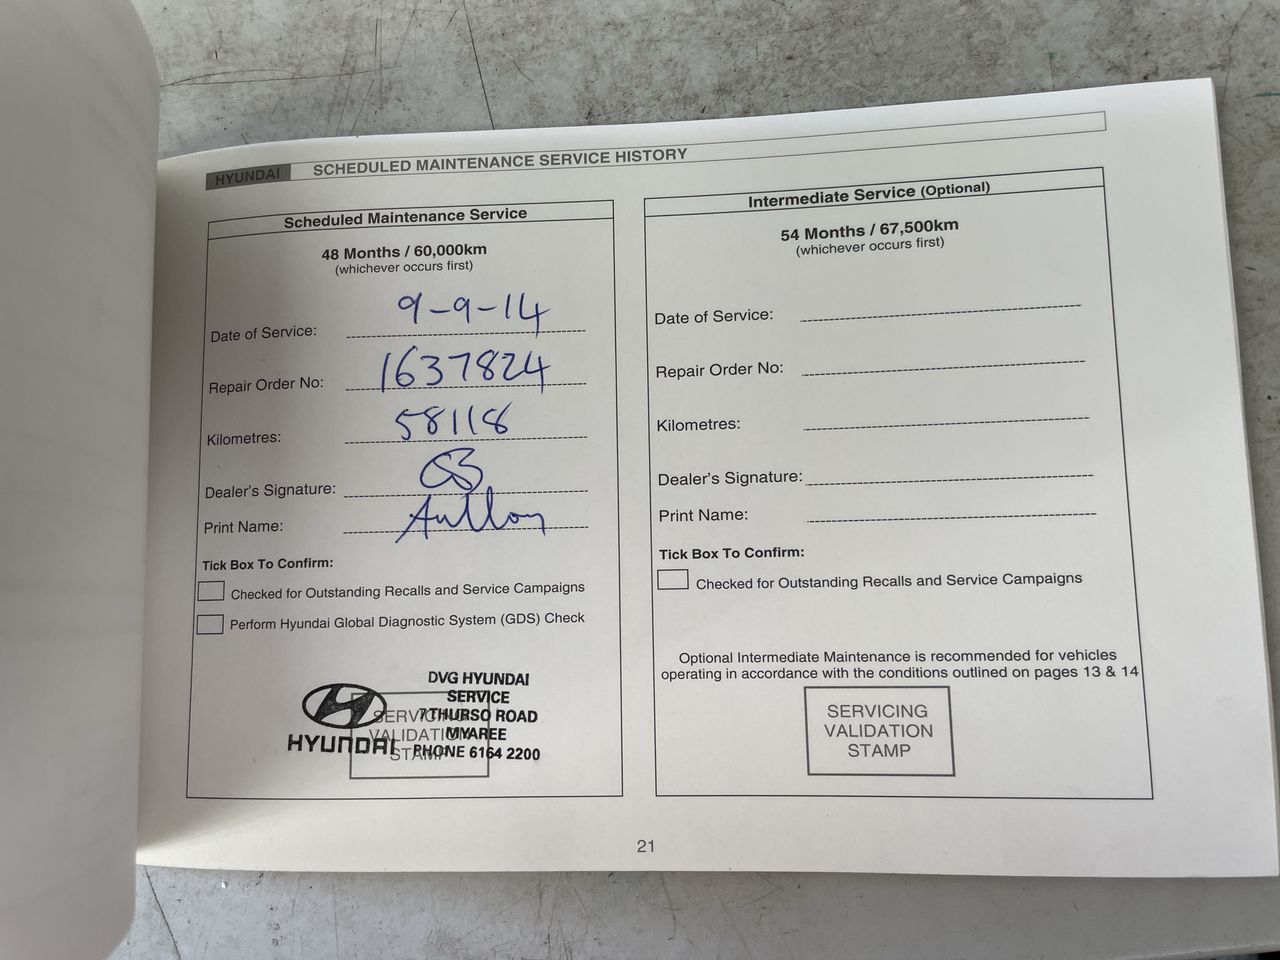 HYUNDAI SCHEDULED MAINTENANCE SERVICE HISTORY
Scheduled Maintenance Service
48 Months / 60,000km
(whichever occurs first)
Date of Service: 9-9-14
Repair Order No: 1637824
Kilometres: 58118
Dealer's Signature:
Print Name:
Tick Box To Confirm:
Checked for Outstanding Recalls and Service Campaigns
Perform Hyundai Global Diagnostic System (GDS) Check
SERVICING
VALIDATION
STAMP
HYUNDAI
DVG HYUNDAI
SERVICE
7 THURSO ROAD
MYAREE
PHONE 6164 2200
Intermediate Service (Optional)
54 Months / 67,500km
(whichever occurs first)
Date of Service:
Repair Order No:
Kilometres:
Dealer's Signature:
Print Name:
Tick Box To Confirm:
Checked for Outstanding Recalls and Service Campaigns
Optional Intermediate Maintenance is recommended for vehicles
operating in accordance with the conditions outlined on pages 13 & 14
SERVICING
VALIDATION
STAMP
21